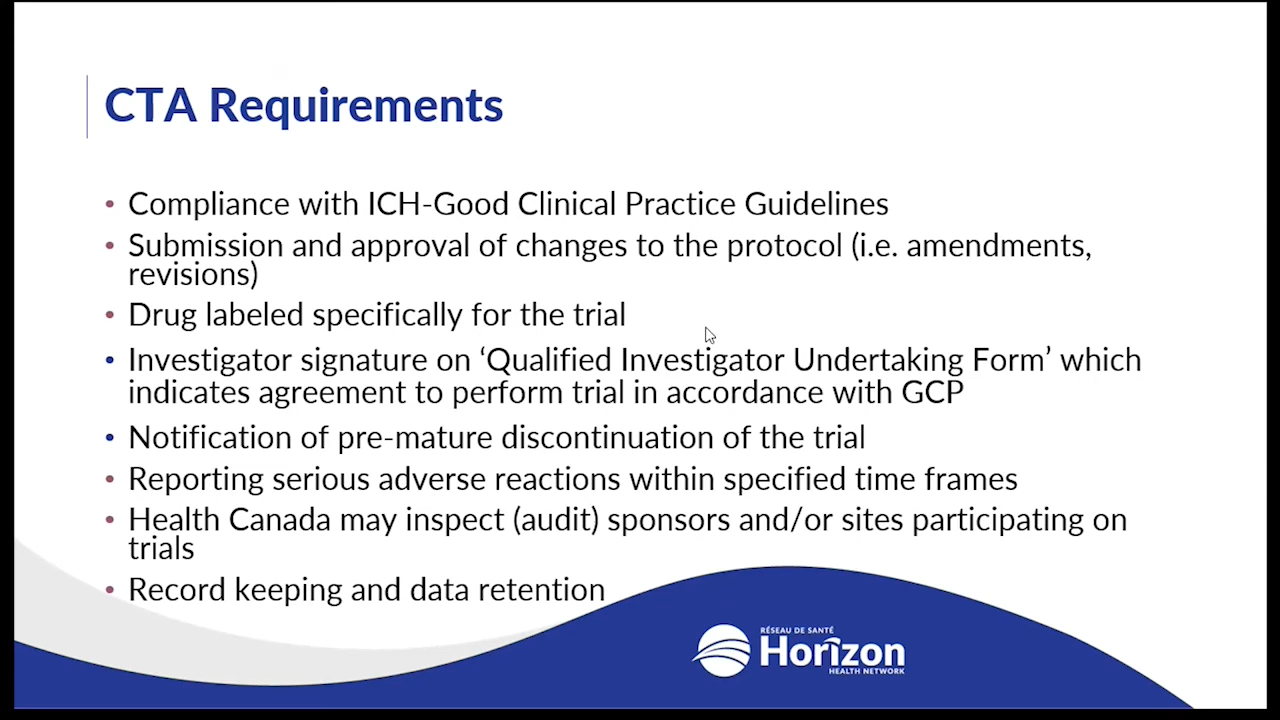 CTA Requirements
• Compliance with ICH-Good Clinical Practice Guidelines
• Submission and approval of changes to the protocol (i.e. amendments,
revisions)
• Drug labeled specifically for the trial
• Investigator signature on ‘Qualified Investigator Undertaking Form’ which
indicates agreement to perform trial in accordance with GCP
• Notification of pre-mature discontinuation of the trial
• Reporting serious adverse reactions within specified time frames
• Health Canada may inspect (audit) sponsors and/or sites participating on
trials
• Record keeping and data retention
RÉSEAU DE SANTÉ
Horizon
HEALTH NETWORK